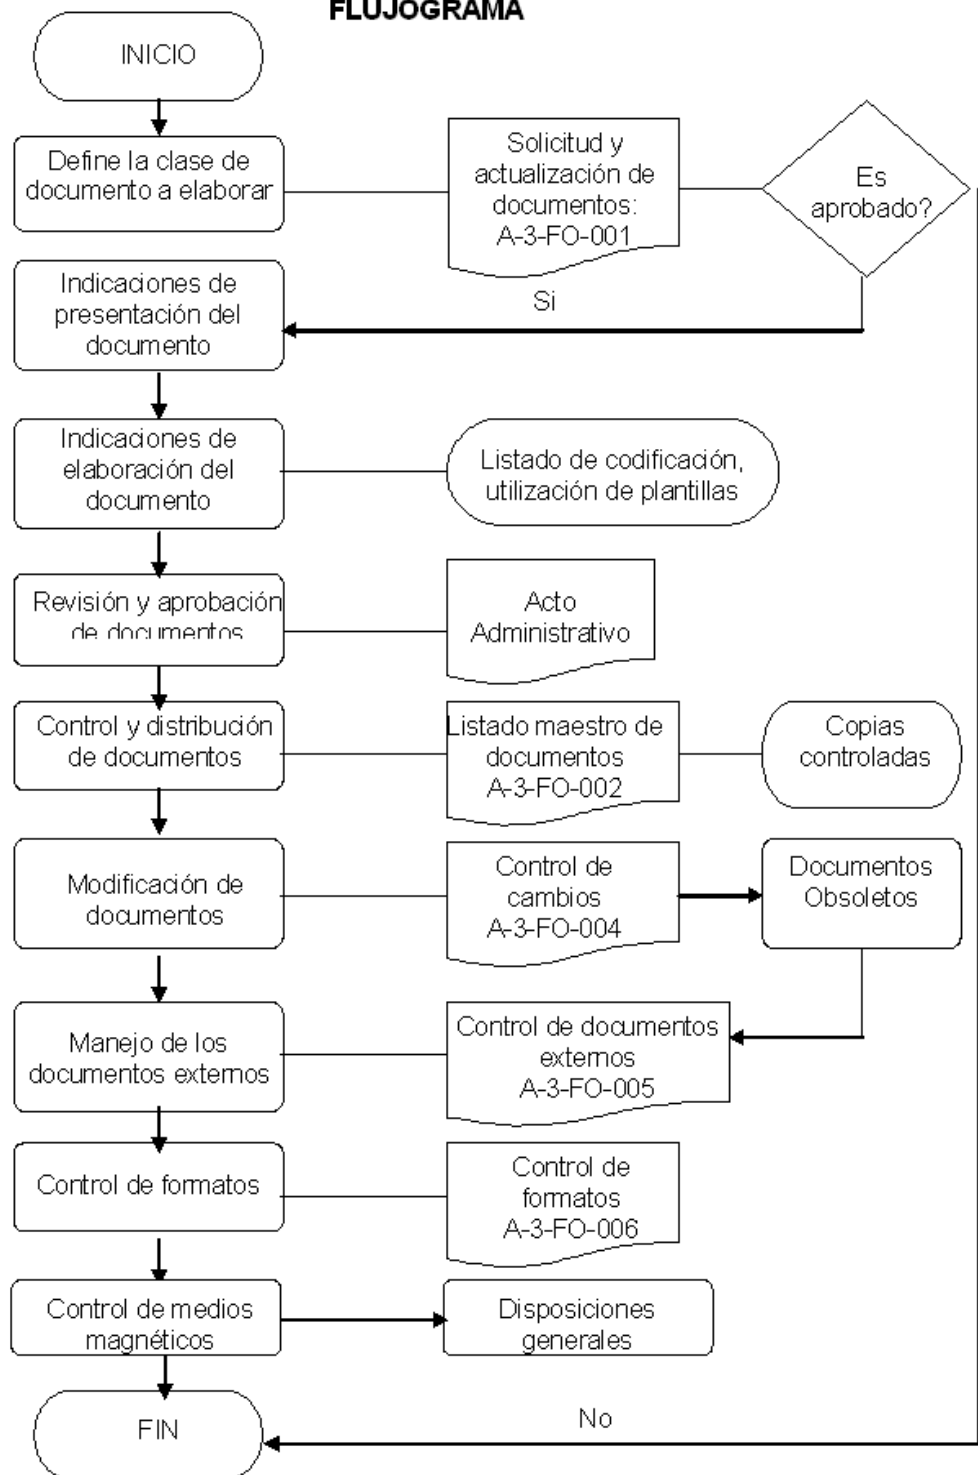 FLUJOGRAMA
INICIO
Define la clase de
documento a elaborar
Solicitud y
actualización de
documentos:
A-3-FO-001
Es
aprobado?
Si
Indicaciones de
presentación del
documento
Indicaciones de
elaboración del
documento
Listado de codificación,
utilización de plantillas
Revisión y aprobación
de documentos
Acto
Administrativo
Control y distribución
de documentos
Listado maestro de
documentos
A-3-FO-002
Copias
controladas
Modificación de
documentos
Control de
cambios
A-3-FO-004
Documentos
Obsoletos
Manejo de los
documentos externos
Control de documentos
externos
A-3-FO-005
Control de formatos
Control de
formatos
A-3-FO-006
Control de medios
magnéticos
Disposiciones
generales
FIN
No